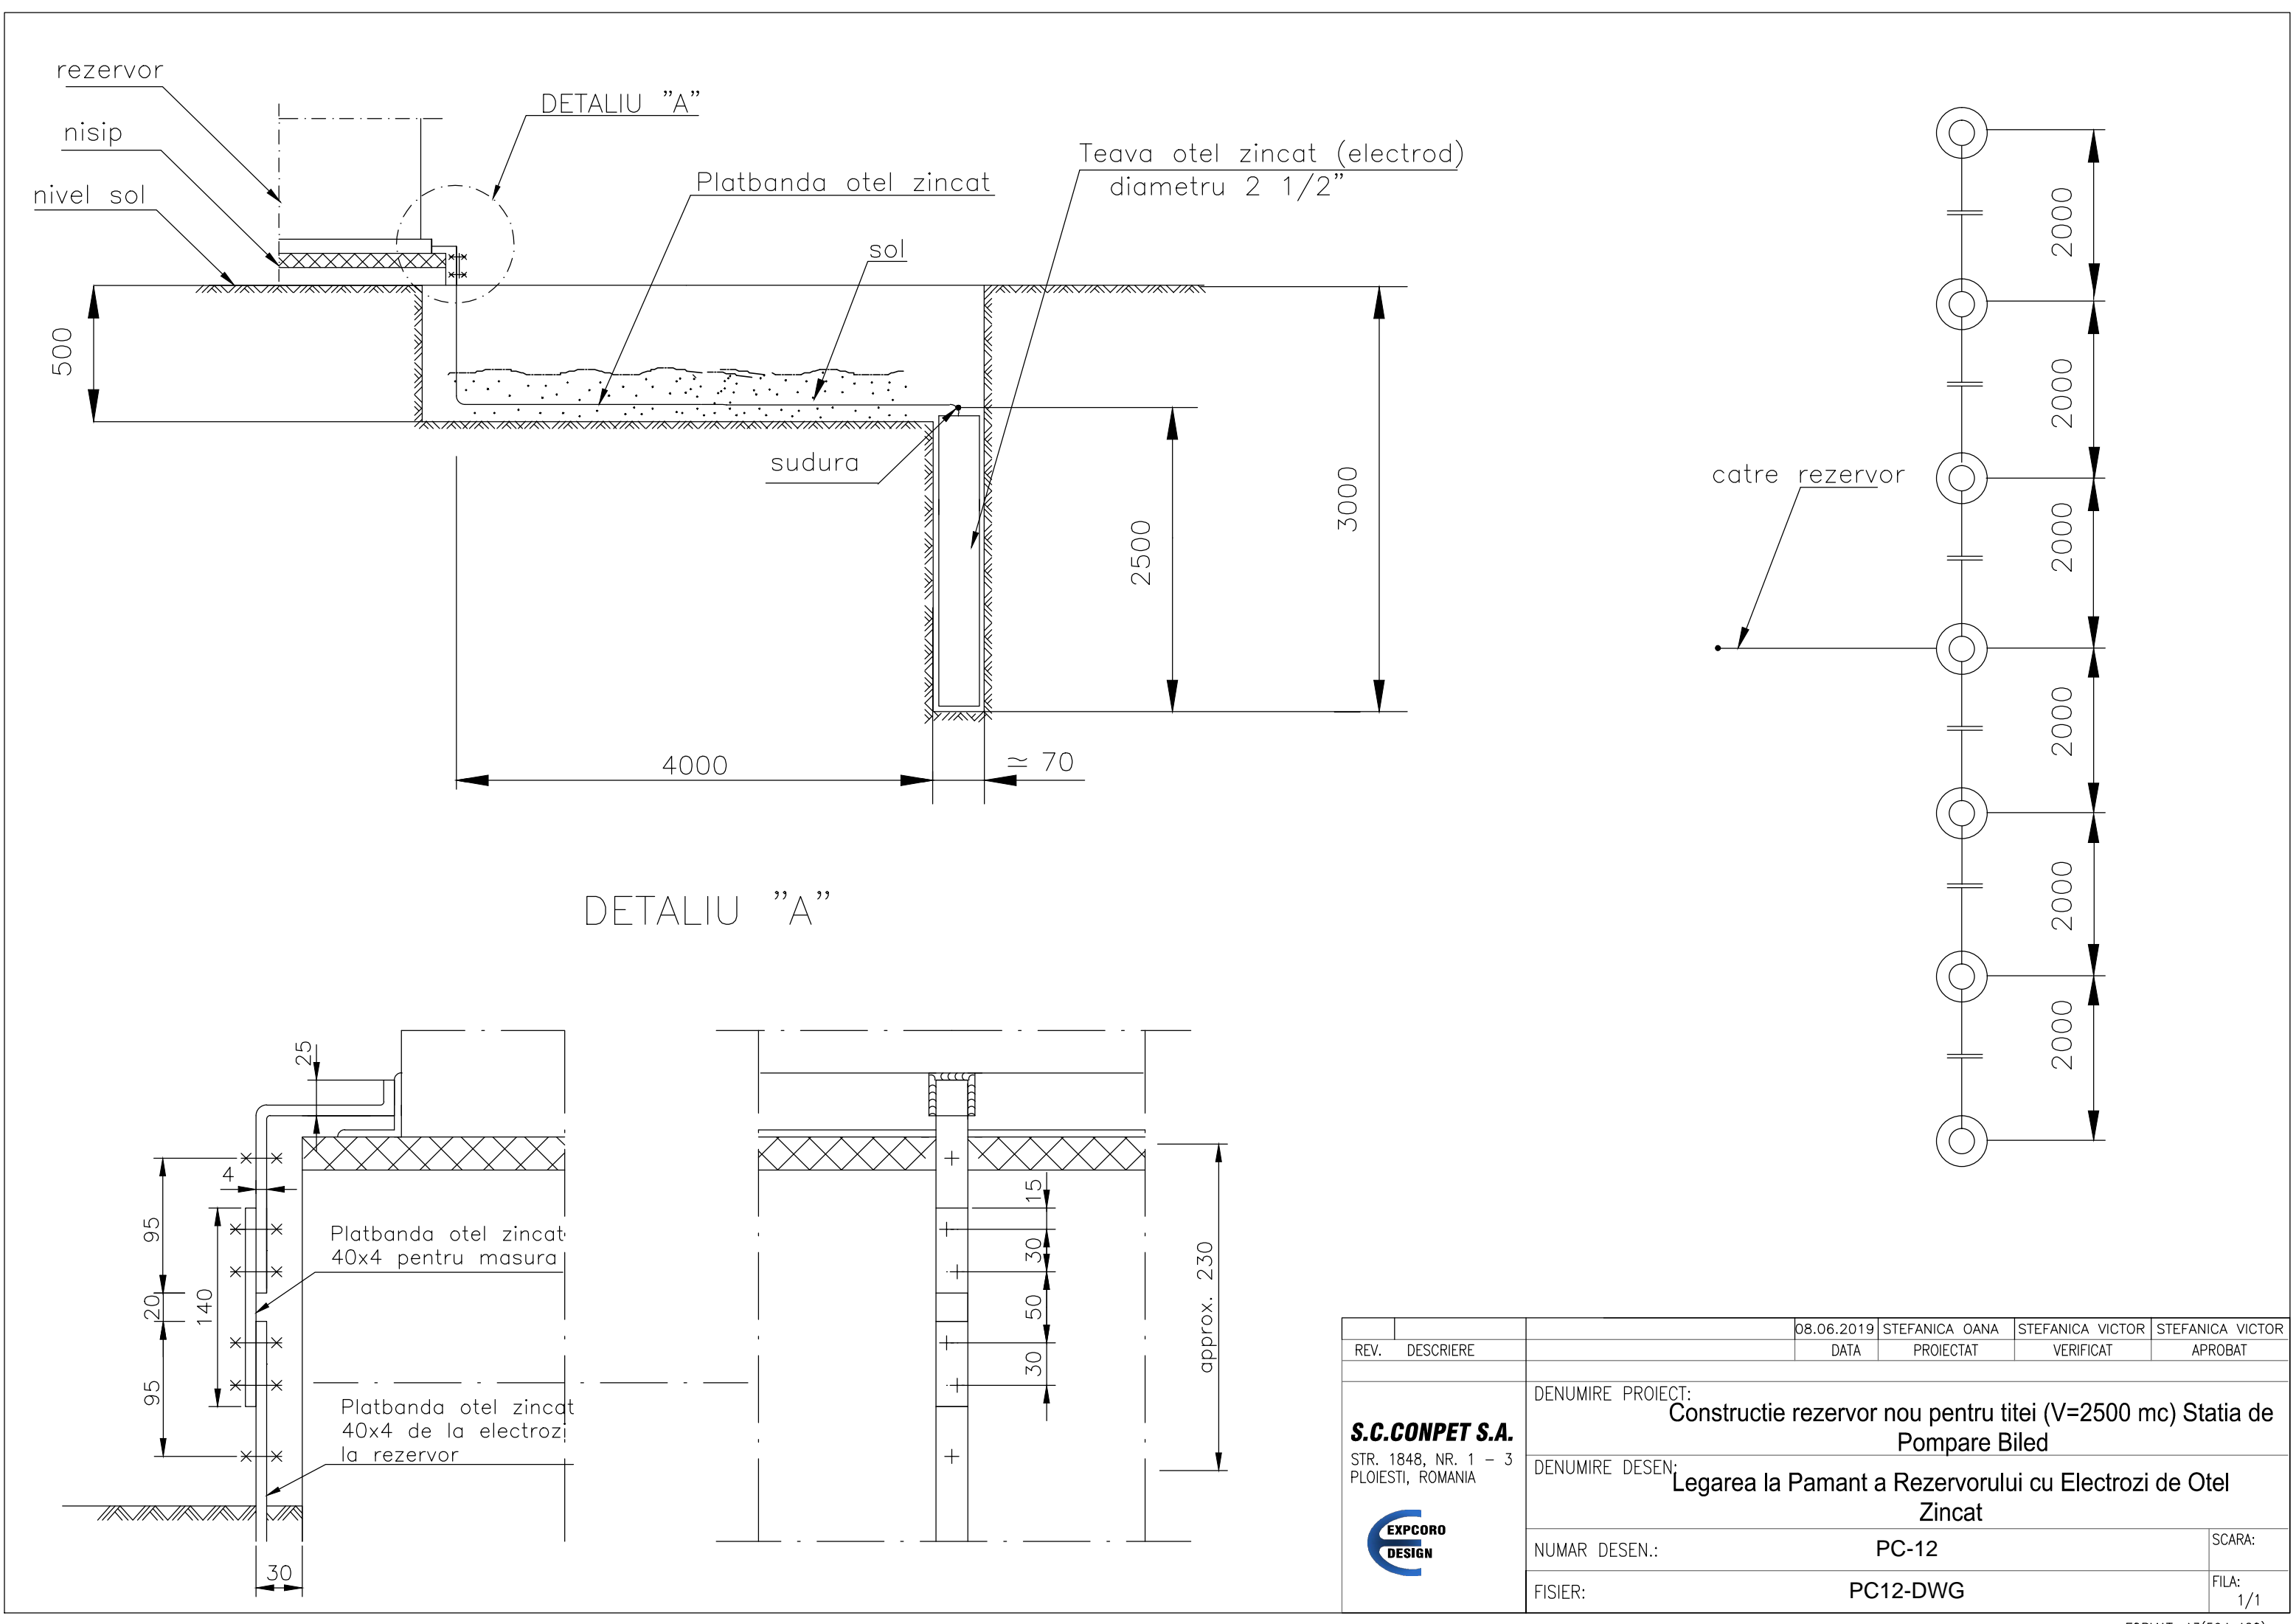 rezervor
nisip
nivel sol
DETALIU "A"
Platbanda otel zincat
Teava otel zincat (electrod)
diametru 2 1/2"
sol
sudura
500
2500
3000
4000
≃ 70
catre rezervor
2000
2000
2000
2000
2000
2000
DETALIU "A"
25
4
95
20
95
140
30
Platbanda otel zincat
40x4 pentru masura
Platbanda otel zincat
40x4 de la electrozi
la rezervor
15
30
50
30
approx. 230
08.06.2019 STEFANICA OANA STEFANICA VICTOR STEFANICA VICTOR
REV. DESCRIERE DATA PROIECTAT VERIFICAT APROBAT
S.C.CONPET S.A.
STR. 1848, NR. 1 – 3
PLOIESTI, ROMANIA
EXPCORO
DESIGN
DENUMIRE PROIECT:
Constructie rezervor nou pentru titei (V=2500 mc) Statia de
Pompare Biled
DENUMIRE DESEN:
Legarea la Pamant a Rezervorului cu Electrozi de Otel
Zincat
NUMAR DESEN.: PC-12 SCARA:
FISIER: PC12-DWG FILA:
1/1